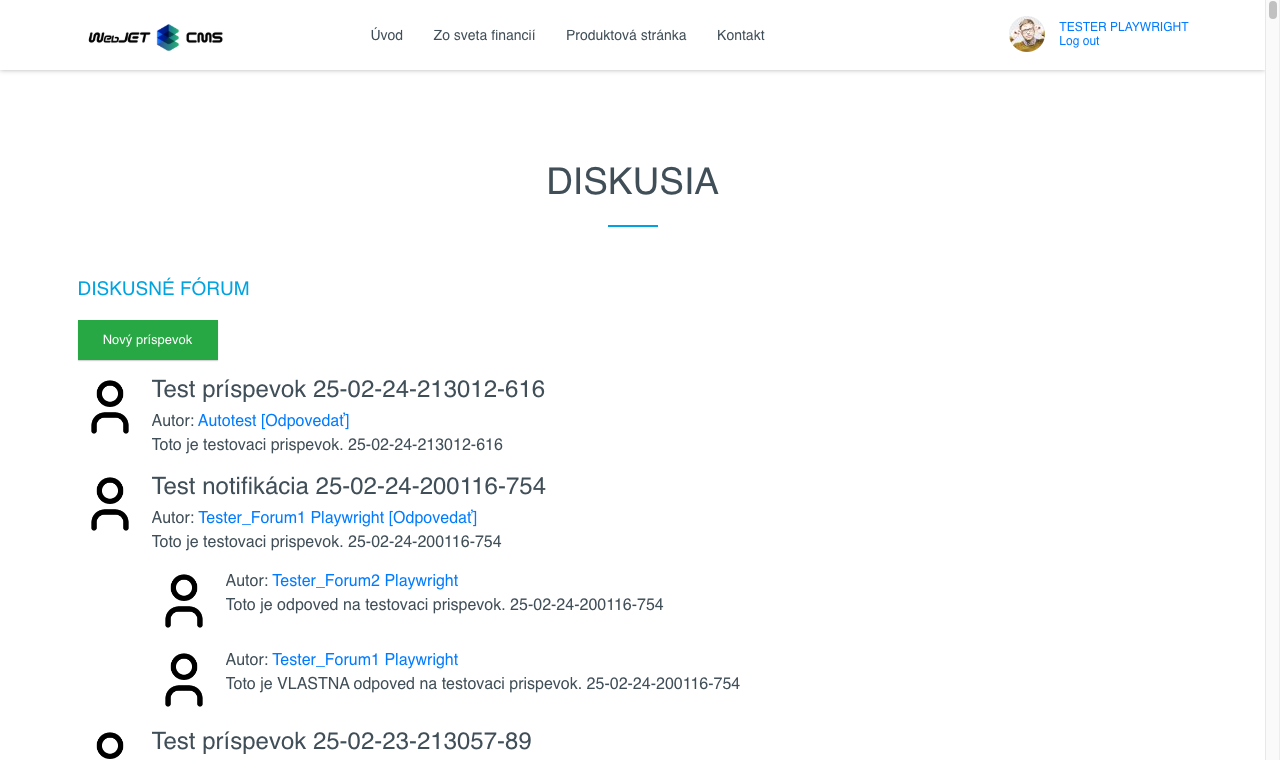 WebJET CMS
Úvod
Zo sveta financií
Produktová stránka
Kontakt
TESTER PLAYWRIGHT
Log out
DISKUSIA
DISKUSNÉ FÓRUM
Nový príspevok
Test príspevok 25-02-24-213012-616
Autor: Autotest [Odpovedať]
Toto je testovaci prispevok. 25-02-24-213012-616
Test notifikácia 25-02-24-200116-754
Autor: Tester_Forum1 Playwright [Odpovedať]
Toto je testovaci prispevok. 25-02-24-200116-754
Autor: Tester_Forum2 Playwright
Toto je odpoved na testovaci prispevok. 25-02-24-200116-754
Autor: Tester_Forum1 Playwright
Toto je VLASTNA odpoved na testovaci prispevok. 25-02-24-200116-754
Test príspevok 25-02-23-213057-89